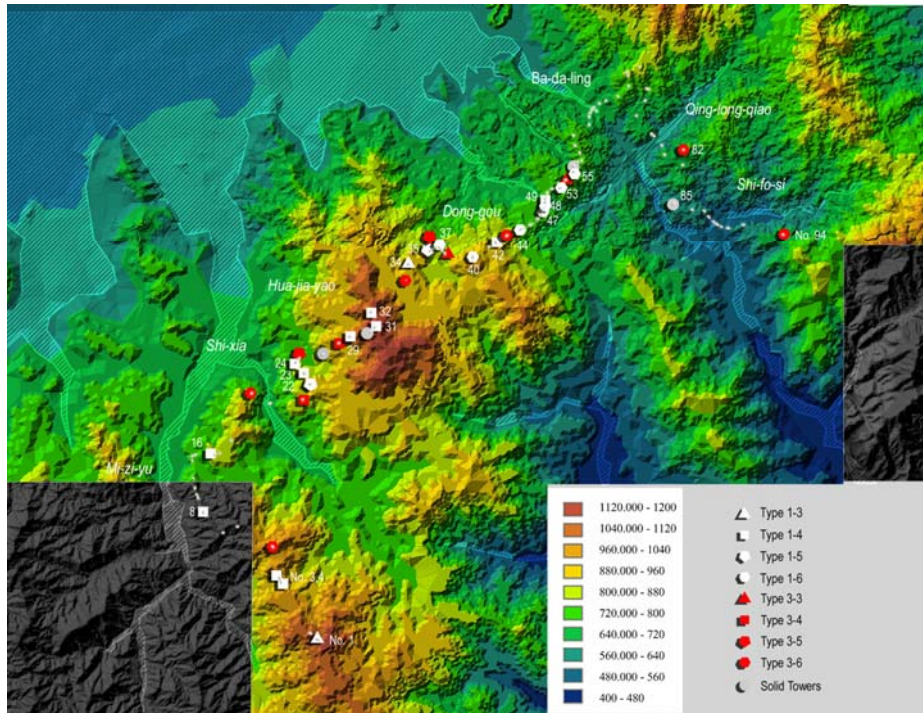 Ba-da-ling
Qing-long-qiao
82
55
53
Shi-fo-si
49
48
85
47
Dong-gou
37
44
No. 94
42
35
34
40
Hua-jia-yao
32
31
29
Shi-xia
24
23
22
16
Mi-zi-yu
8
No. 3,4
No. 1
1120.000 - 1200
1040.000 - 1120
960.000 - 1040
880.000 - 960
800.000 - 880
720.000 - 800
640.000 - 720
560.000 - 640
480.000 - 560
400 - 480
Type 1-3
Type 1-4
Type 1-5
Type 1-6
Type 3-3
Type 3-4
Type 3-5
Type 3-6
Solid Towers